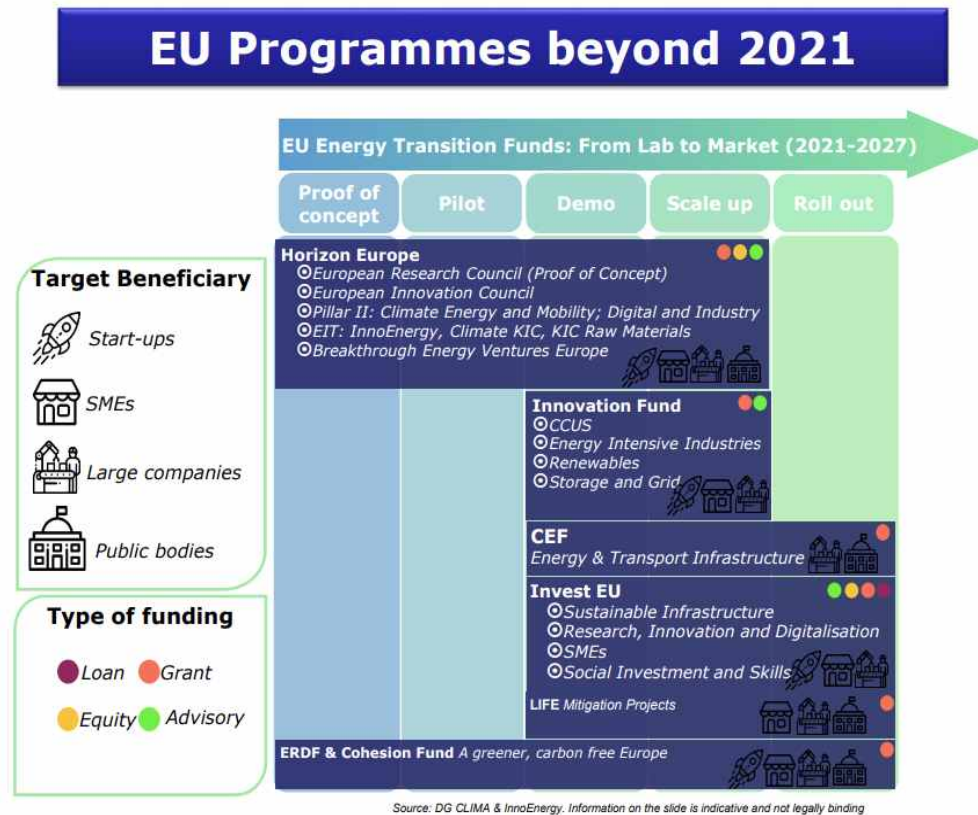 EU Programmes beyond 2021
EU Energy Transition Funds: From Lab to Market (2021-2027)
Proof of
concept
Pilot
Demo
Scale up
Roll out
Target Beneficiary
Start-ups
SMEs
Large companies
Public bodies
Type of funding
Loan
Grant
Equity
Advisory
Horizon Europe
European Research Council (Proof of Concept)
European Innovation Council
Pillar II: Climate Energy and Mobility; Digital and Industry
EIT: InnoEnergy, Climate KIC, KIC Raw Materials
Breakthrough Energy Ventures Europe
Innovation Fund
CCUS
Energy Intensive Industries
Renewables
Storage and Grid
CEF
Energy & Transport Infrastructure
Invest EU
Sustainable Infrastructure
Research, Innovation and Digitalisation
SMEs
Social Investment and Skills
LIFE Mitigation Projects
ERDF & Cohesion Fund A greener, carbon free Europe
Source: DG CLIMA & InnoEnergy. Information on the slide is indicative and not legally binding